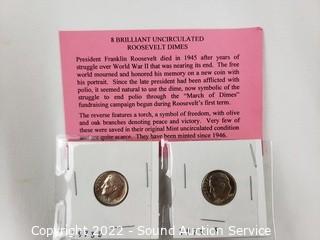 8 BRILLIANT UNCIRCULATED
ROOSEVELT DIMES
President Franklin Roosevelt died in 1945 after years of
struggle over World War II that was nearing its end. The free
world mourned and honored his memory on a new coin with
his portrait. Since the late president had been afflicted with
polio, it seemed natural to use the dime, now symbolic of the
struggle to end polio through the "March of Dimes"
fundraising campaign begun during Roosevelt's first term.
The reverse features a torch, a symbol of freedom, with olive
and oak branches denoting peace and victory. Very few of
these were saved in their original Mint uncirculated condition
are quite scarce. They have been minted since 1946.
Copyright 2022 - Sound Auction Service